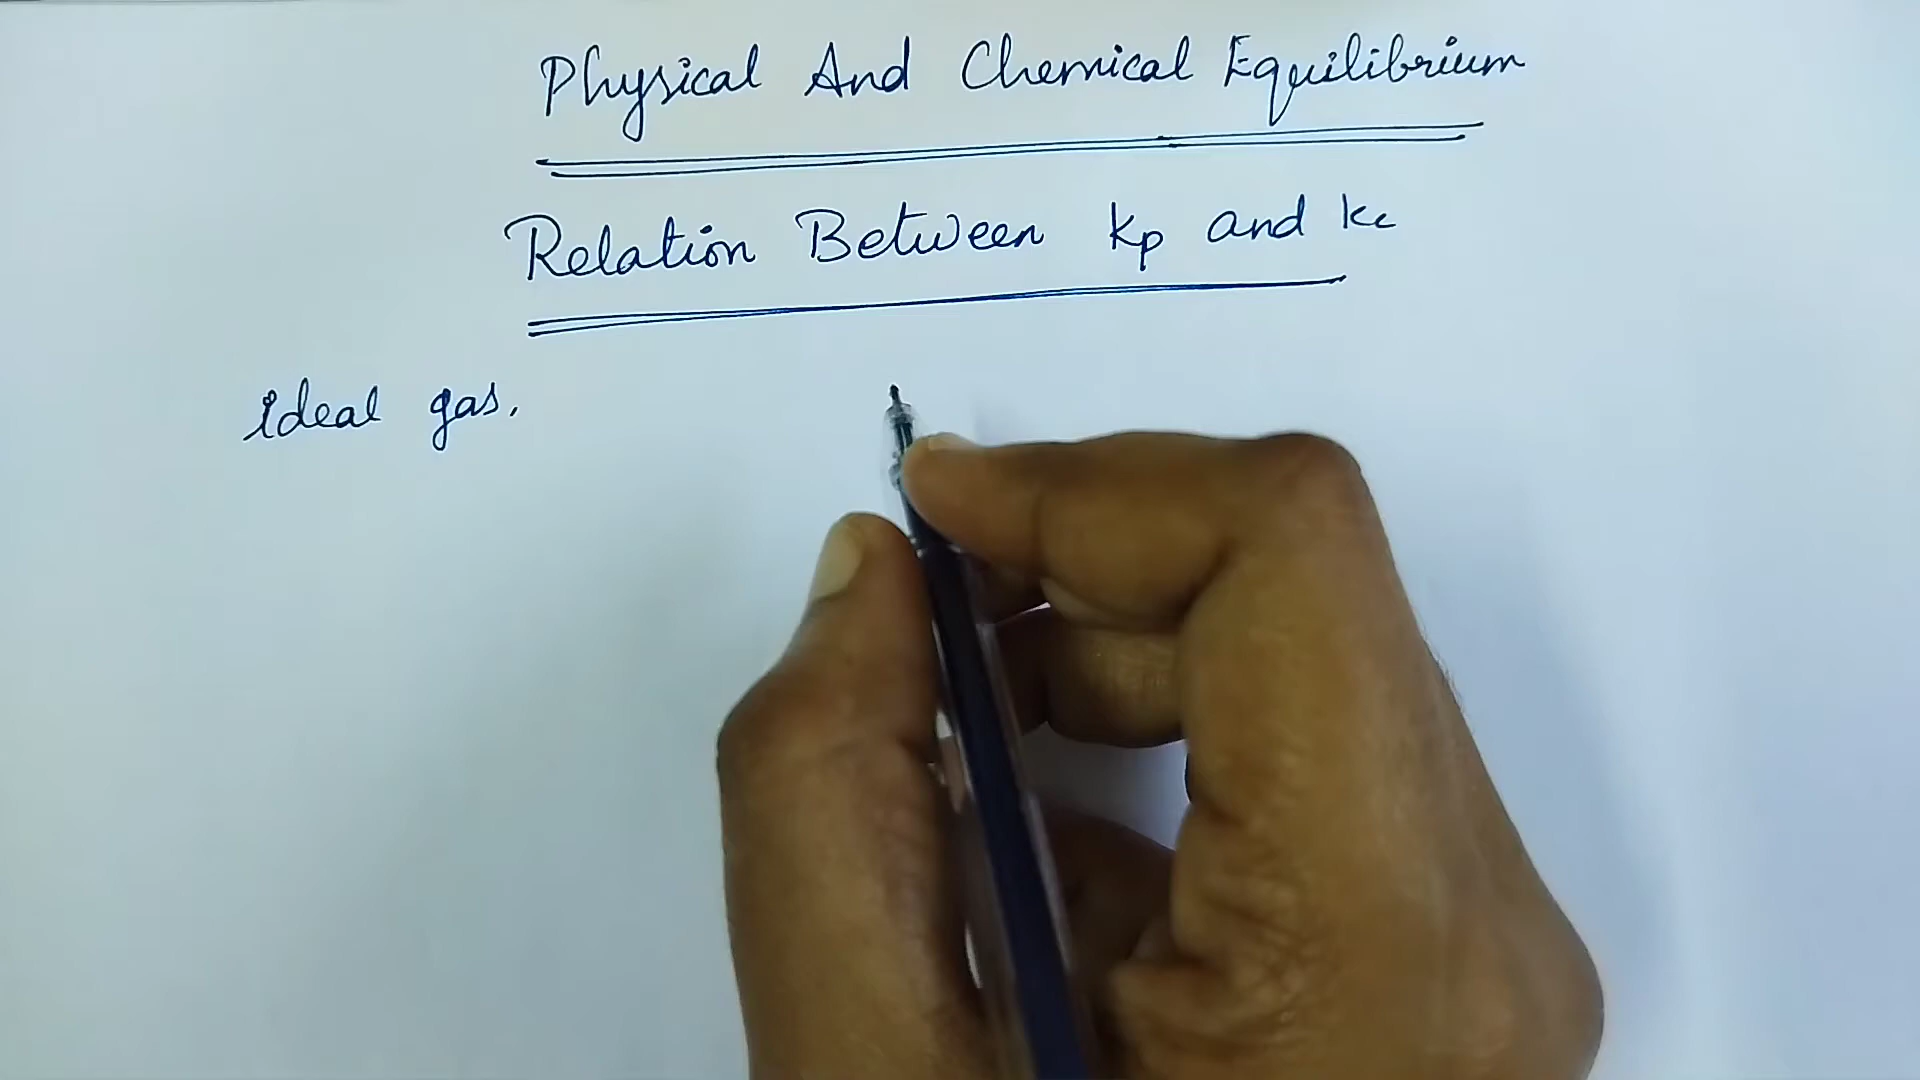 Physical And Chemical Equilibrium
Relation Between Kp and Kc
ideal gas,